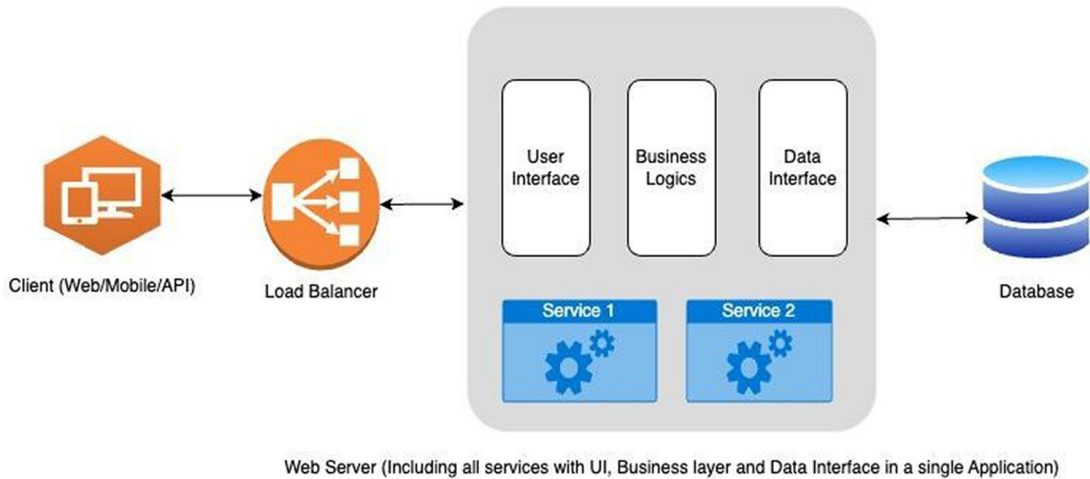 User
Interface
Business
Logics
Data
Interface
Client (Web/Mobile/API)
Load Balancer
Database
Service 1
Service 2
Web Server (Including all services with UI, Business layer and Data Interface in a single Application)